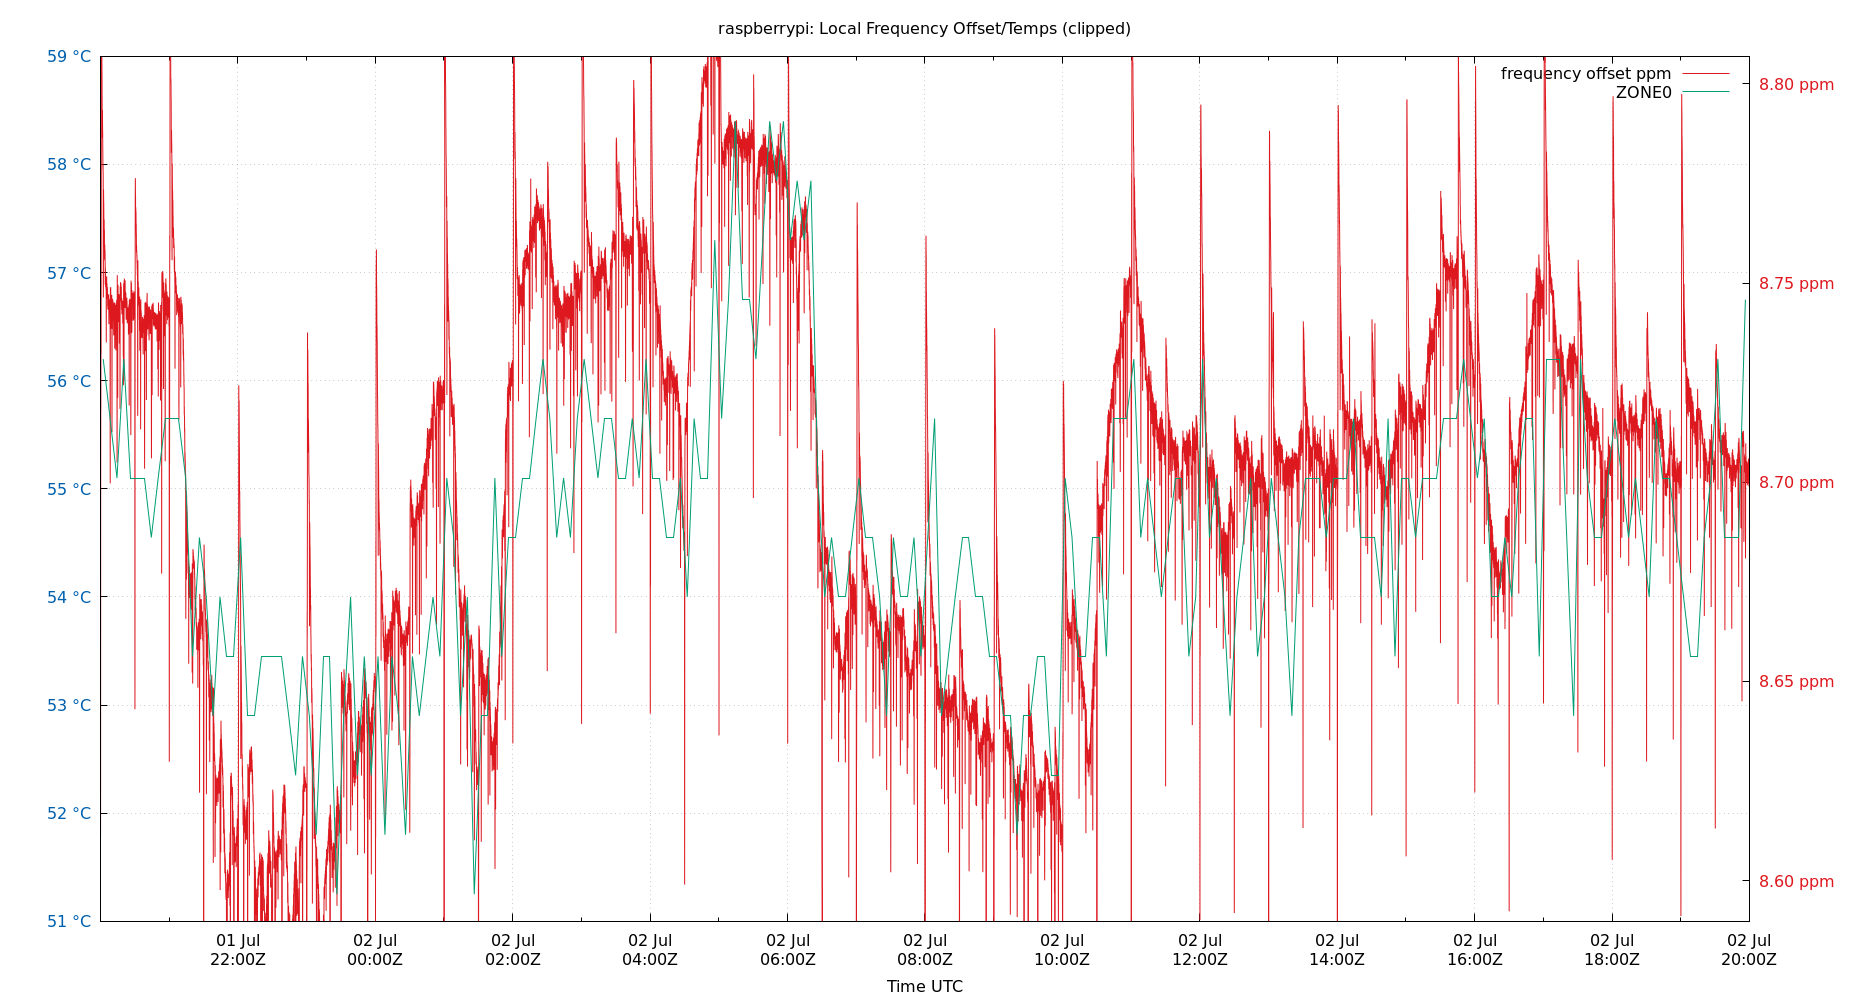 raspberrypi: Local Frequency Offset/Temps (clipped)
59 °C
58 °C
57 °C
56 °C
55 °C
54 °C
53 °C
52 °C
51 °C
frequency offset ppm
ZONE0
8.80 ppm
8.75 ppm
8.70 ppm
8.65 ppm
8.60 ppm
01 Jul
22:00Z
02 Jul
00:00Z
02 Jul
02:00Z
02 Jul
04:00Z
02 Jul
06:00Z
02 Jul
08:00Z
02 Jul
10:00Z
02 Jul
12:00Z
02 Jul
14:00Z
02 Jul
16:00Z
02 Jul
18:00Z
02 Jul
20:00Z
Time UTC